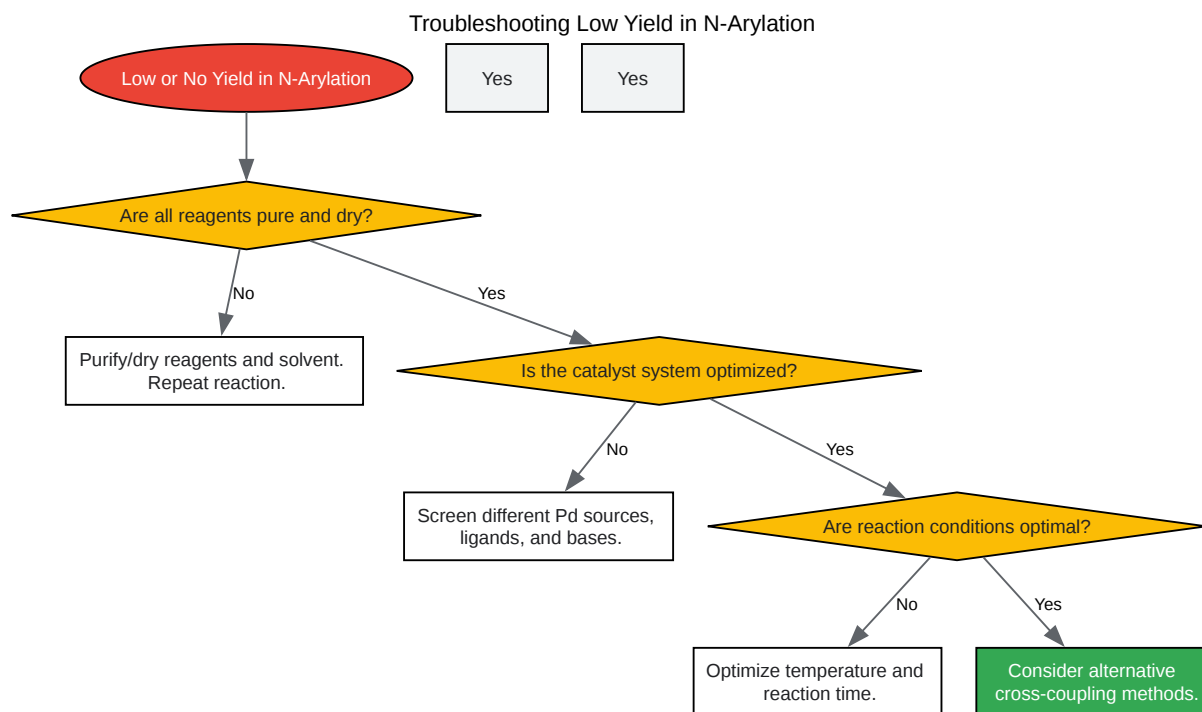 Troubleshooting Low Yield in N-Arylation
Low or No Yield in N-Arylation
Yes
Yes
Are all reagents pure and dry?
No
Yes
Purify/dry reagents and solvent.
Repeat reaction.
Is the catalyst system optimized?
No
Yes
Screen different Pd sources,
ligands, and bases.
Are reaction conditions optimal?
No
Yes
Optimize temperature and
reaction time.
Consider alternative
cross-coupling methods.